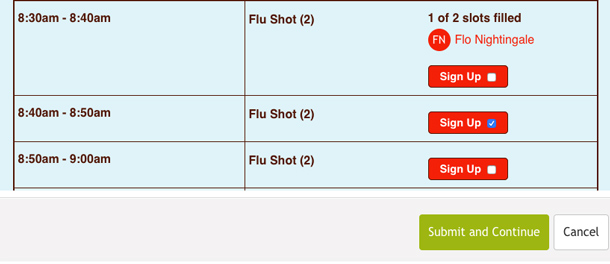 8:30am - 8:40am
Flu Shot (2)
1 of 2 slots filled
FN Flo Nightingale
Sign Up
8:40am - 8:50am
Flu Shot (2)
Sign Up
8:50am - 9:00am
Flu Shot (2)
Sign Up
Submit and Continue
Cancel